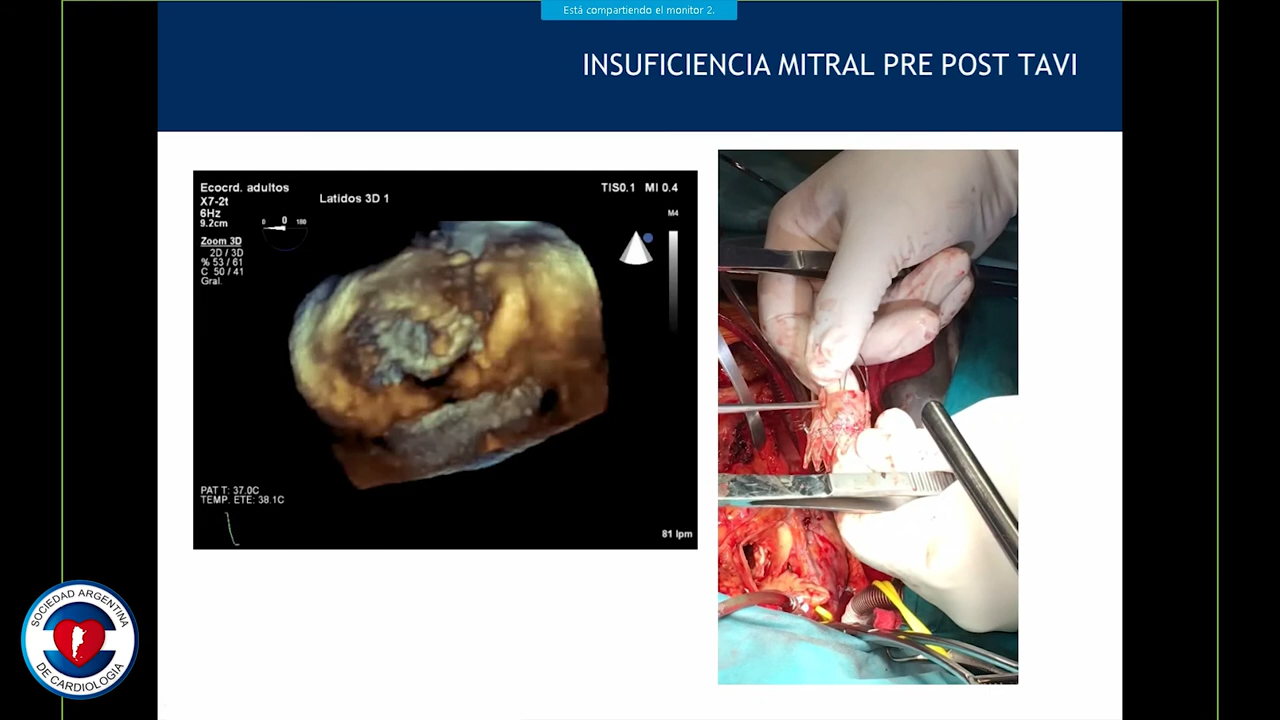 Está compartiendo el monitor 2.
INSUFICIENCIA MITRAL PRE POST TAVI
Ecocrd. adultos
X7-2t
6Hz
9.2cm
Zoom 3D
2D / 3D
% 53 / 61
C 50 / 41
Gral.
Latidos 3D 1
0 0 180
TIS0.1 MI 0.4
M4
PAT T: 37.0C
TEMP. ETE: 38.1C
81 lpm
SOCIEDAD ARGENTINA
DE CARDIOLOGÍA